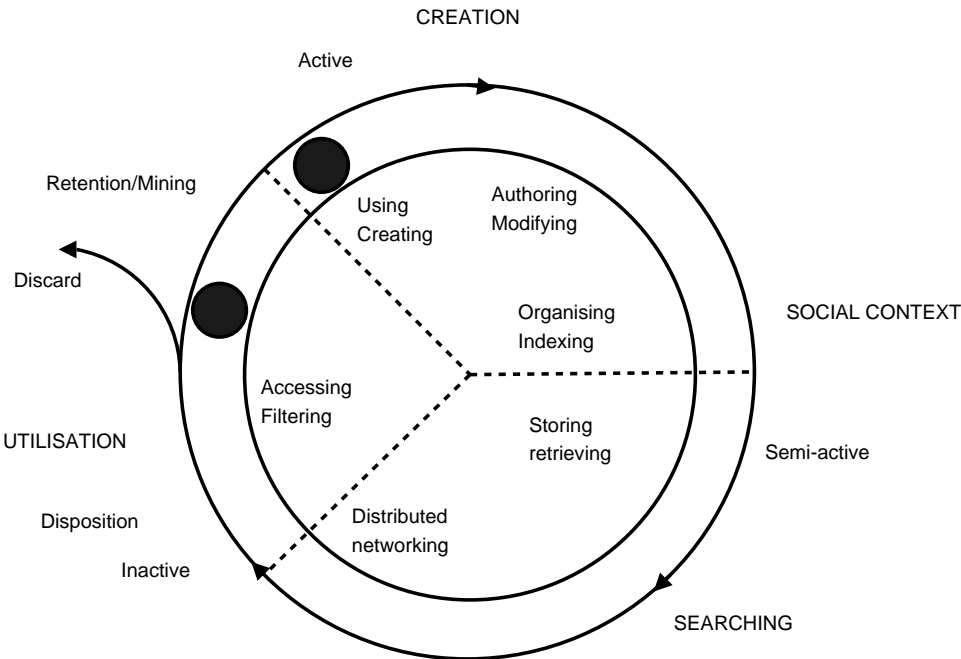 CREATION
Active
Retention/Mining
Using
Creating
Authoring
Modifying
Discard
Organising
Indexing
SOCIAL CONTEXT
Accessing
Filtering
UTILISATION
Storing
retrieving
Semi-active
Disposition
Distributed
networking
Inactive
SEARCHING